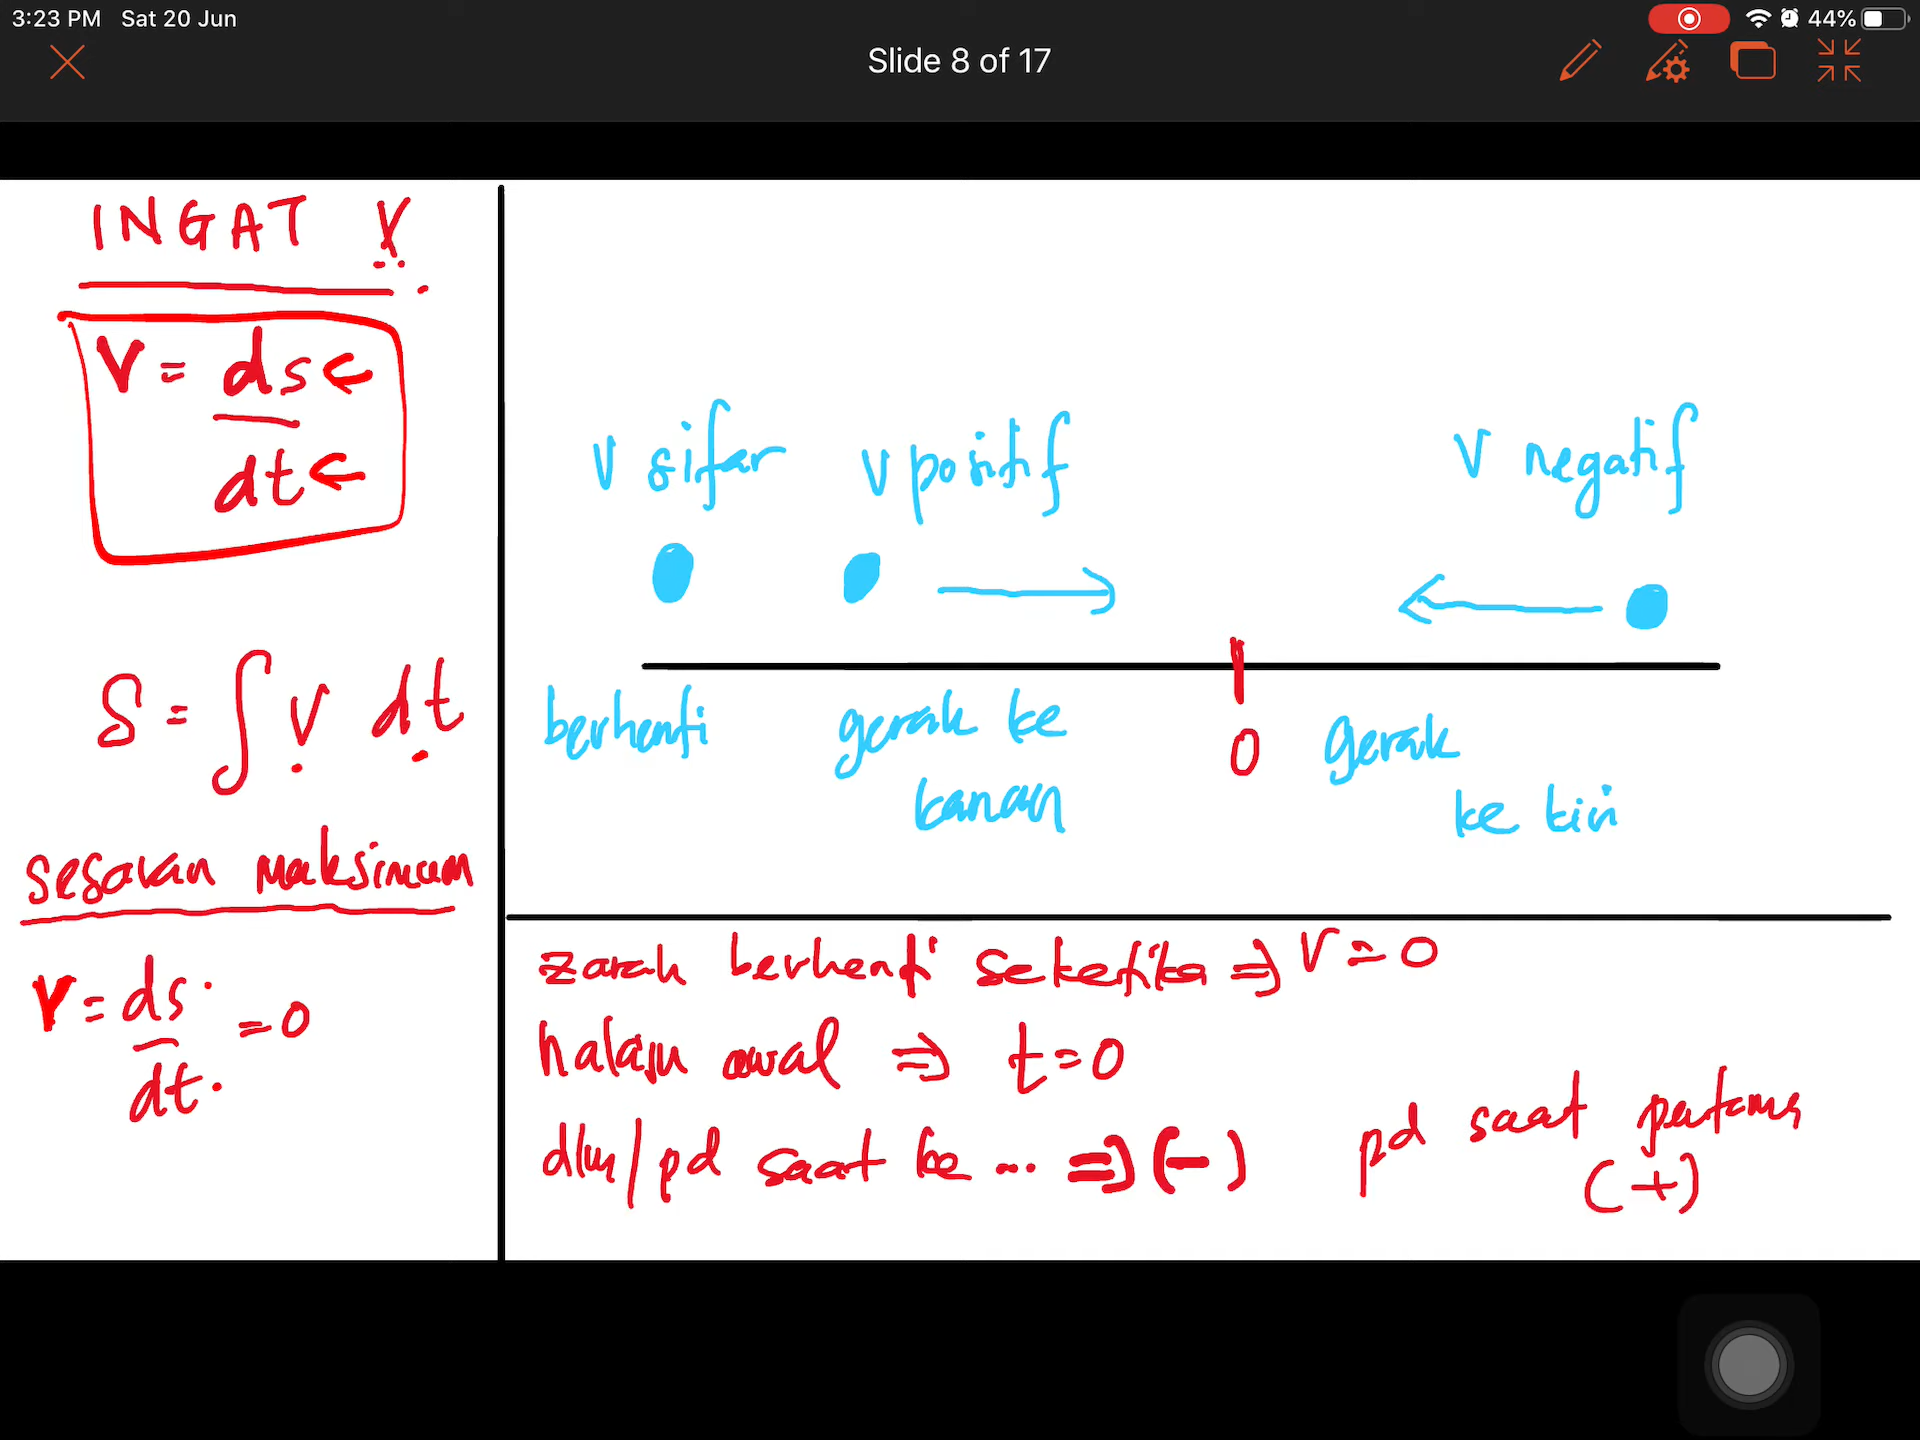 3:23 PM Sat 20 Jun
44%
Slide 8 of 17
INGAT V
V = ds
dt
S = ∫ V dt
sesaran maksimum
V = ds = 0
dt
V sifar V positif V negatif
berhenti gerak ke kanan 0 gerak ke kiri
zarah berhenti seketika ⇒ V = 0
halaju awal ⇒ t = 0
dlm/pd saat ke ... ⇒ (-)
pd saat pertama
(+)